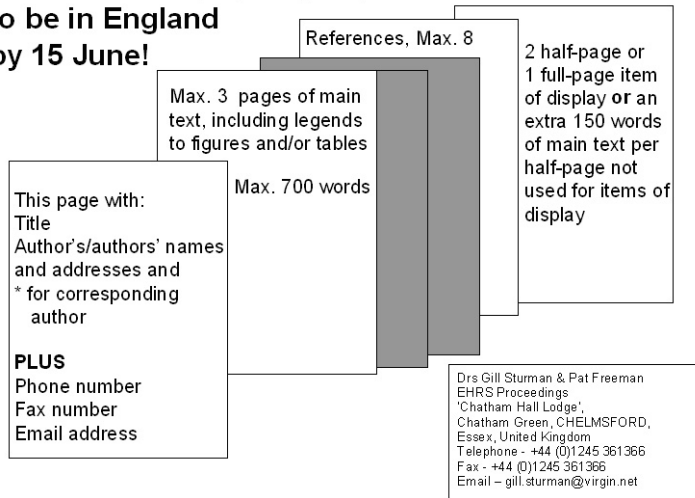 o be in England
by 15 June!
References, Max. 8
2 half-page or
1 full-page item
of display or an
extra 150 words
of main text per
half-page not
used for items of
display
Max. 3 pages of main
text, including legends
to figures and/or tables
Max. 700 words
This page with:
Title
Author's/authors' names
and addresses and
* for corresponding
author
PLUS
Phone number
Fax number
Email address
Drs Gill Sturman & Pat Freeman
EHRS Proceedings
'Chatham Hall Lodge',
Chatham Green, CHELMSFORD,
Essex, United Kingdom
Telephone - +44 (0)1245 361366
Fax - +44 (0)1245 361366
Email – gill.sturman@virgin.net